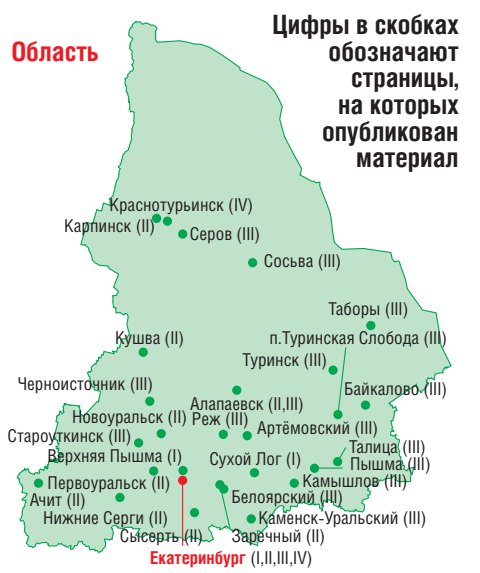 Область
Цифры в скобках
обозначают
страницы,
на которых
опубликован
материал
Краснотурьинск (IV)
Карпинск (II)
Серов (III)
Сосьва (III)
Таборы (III)
Кушва (II)
п.Туринская Слобода (III)
Туринск (III)
Черноисточник (III)
Байкалово (III)
Алапаевск (II,III)
Новоуральск (II)
Реж (III)
Артёмовский (III)
Староуткинск (III)
Талица (III)
Верхняя Пышма (I)
Сухой Лог (I)
Пышма (III)
Первоуральск (II)
Камышлов (III)
Ачит (II)
Белоярский (III)
Нижние Серги (II)
Каменск-Уральский (III)
Сысерть (II)
Заречный (II)
Екатеринбург (I,II,III,IV)